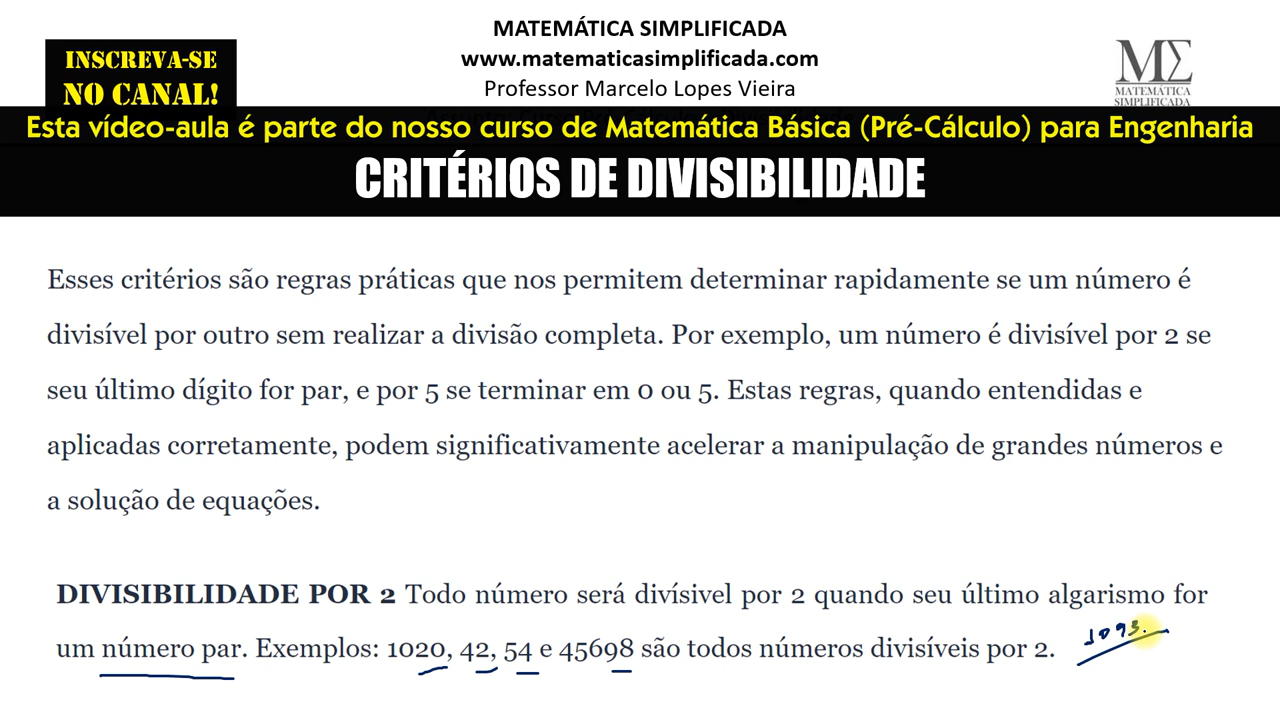 MATEMÁTICA SIMPLIFICADA
www.matematicasimplificada.com
Professor Marcelo Lopes Vieira
INSCREVA-SE
NO CANAL!
MΣ
MATEMÁTICA
SIMPLIFICADA
Esta vídeo-aula é parte do nosso curso de Matemática Básica (Pré-Cálculo) para Engenharia
CRITÉRIOS DE DIVISIBILIDADE
Esses critérios são regras práticas que nos permitem determinar rapidamente se um número é
divisível por outro sem realizar a divisão completa. Por exemplo, um número é divisível por 2 se
seu último dígito for par, e por 5 se terminar em 0 ou 5. Estas regras, quando entendidas e
aplicadas corretamente, podem significativamente acelerar a manipulação de grandes números e
a solução de equações.
DIVISIBILIDADE POR 2 Todo número será divísivel por 2 quando seu último algarismo for
um número par. Exemplos: 1020, 42, 54 e 45698 são todos números divisíveis por 2.
1093.